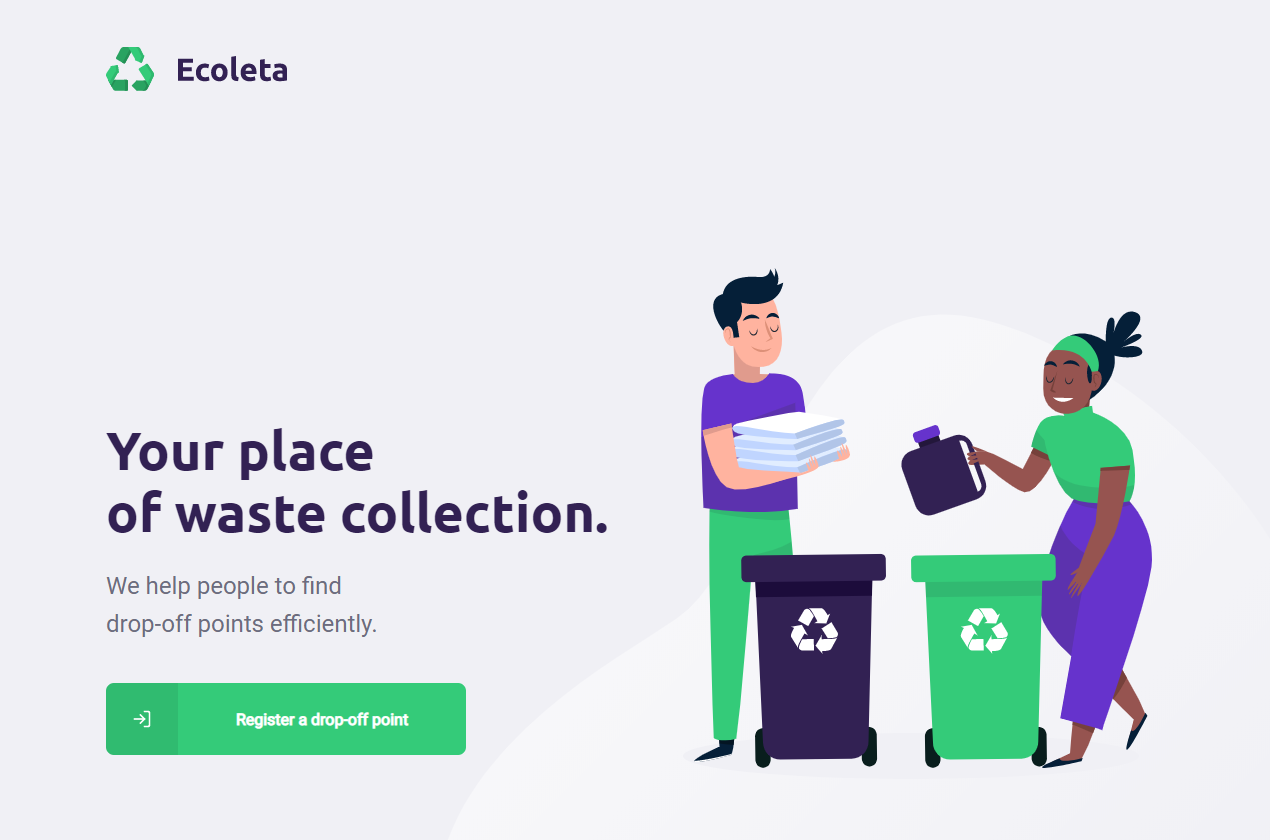 Ecoleta
Your place
of waste collection.
We help people to find
drop-off points efficiently.
Register a drop-off point